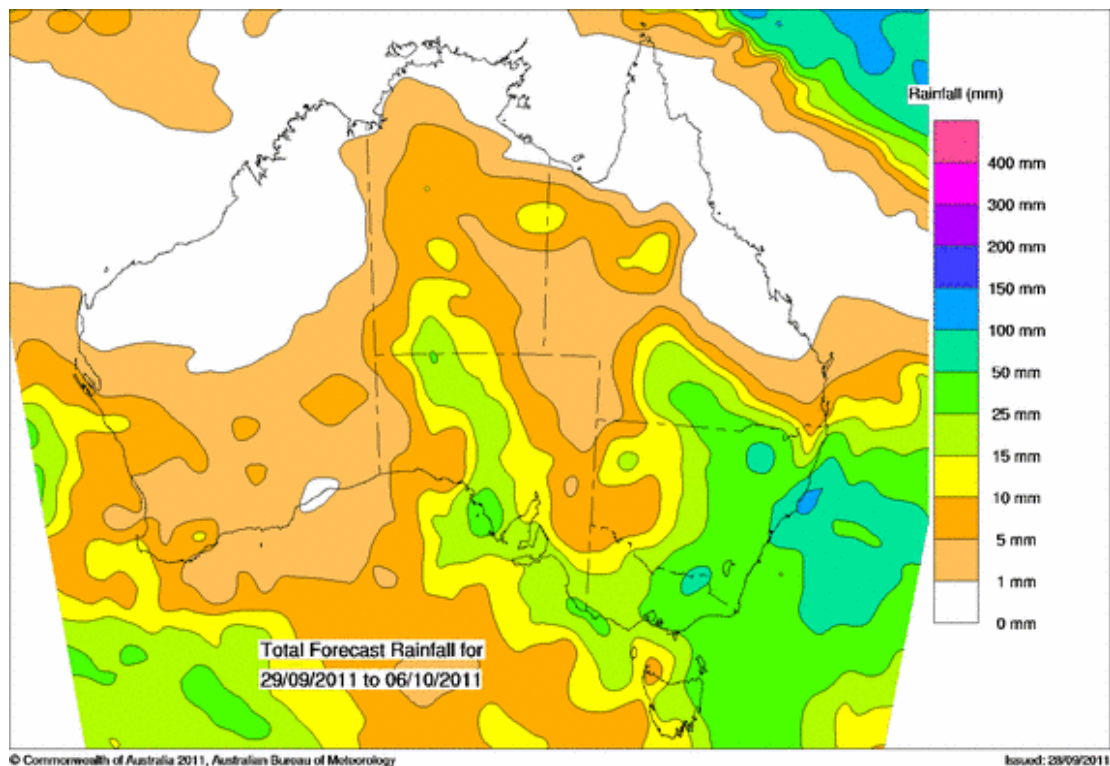 Rainfall (mm)
400 mm
300 mm
200 mm
150 mm
100 mm
50 mm
25 mm
15 mm
10 mm
5 mm
1 mm
0 mm
Total Forecast Rainfall for
29/09/2011 to 06/10/2011
© Commonwealth of Australia 2011, Australian Bureau of Meteorology
Issued: 28/09/2011